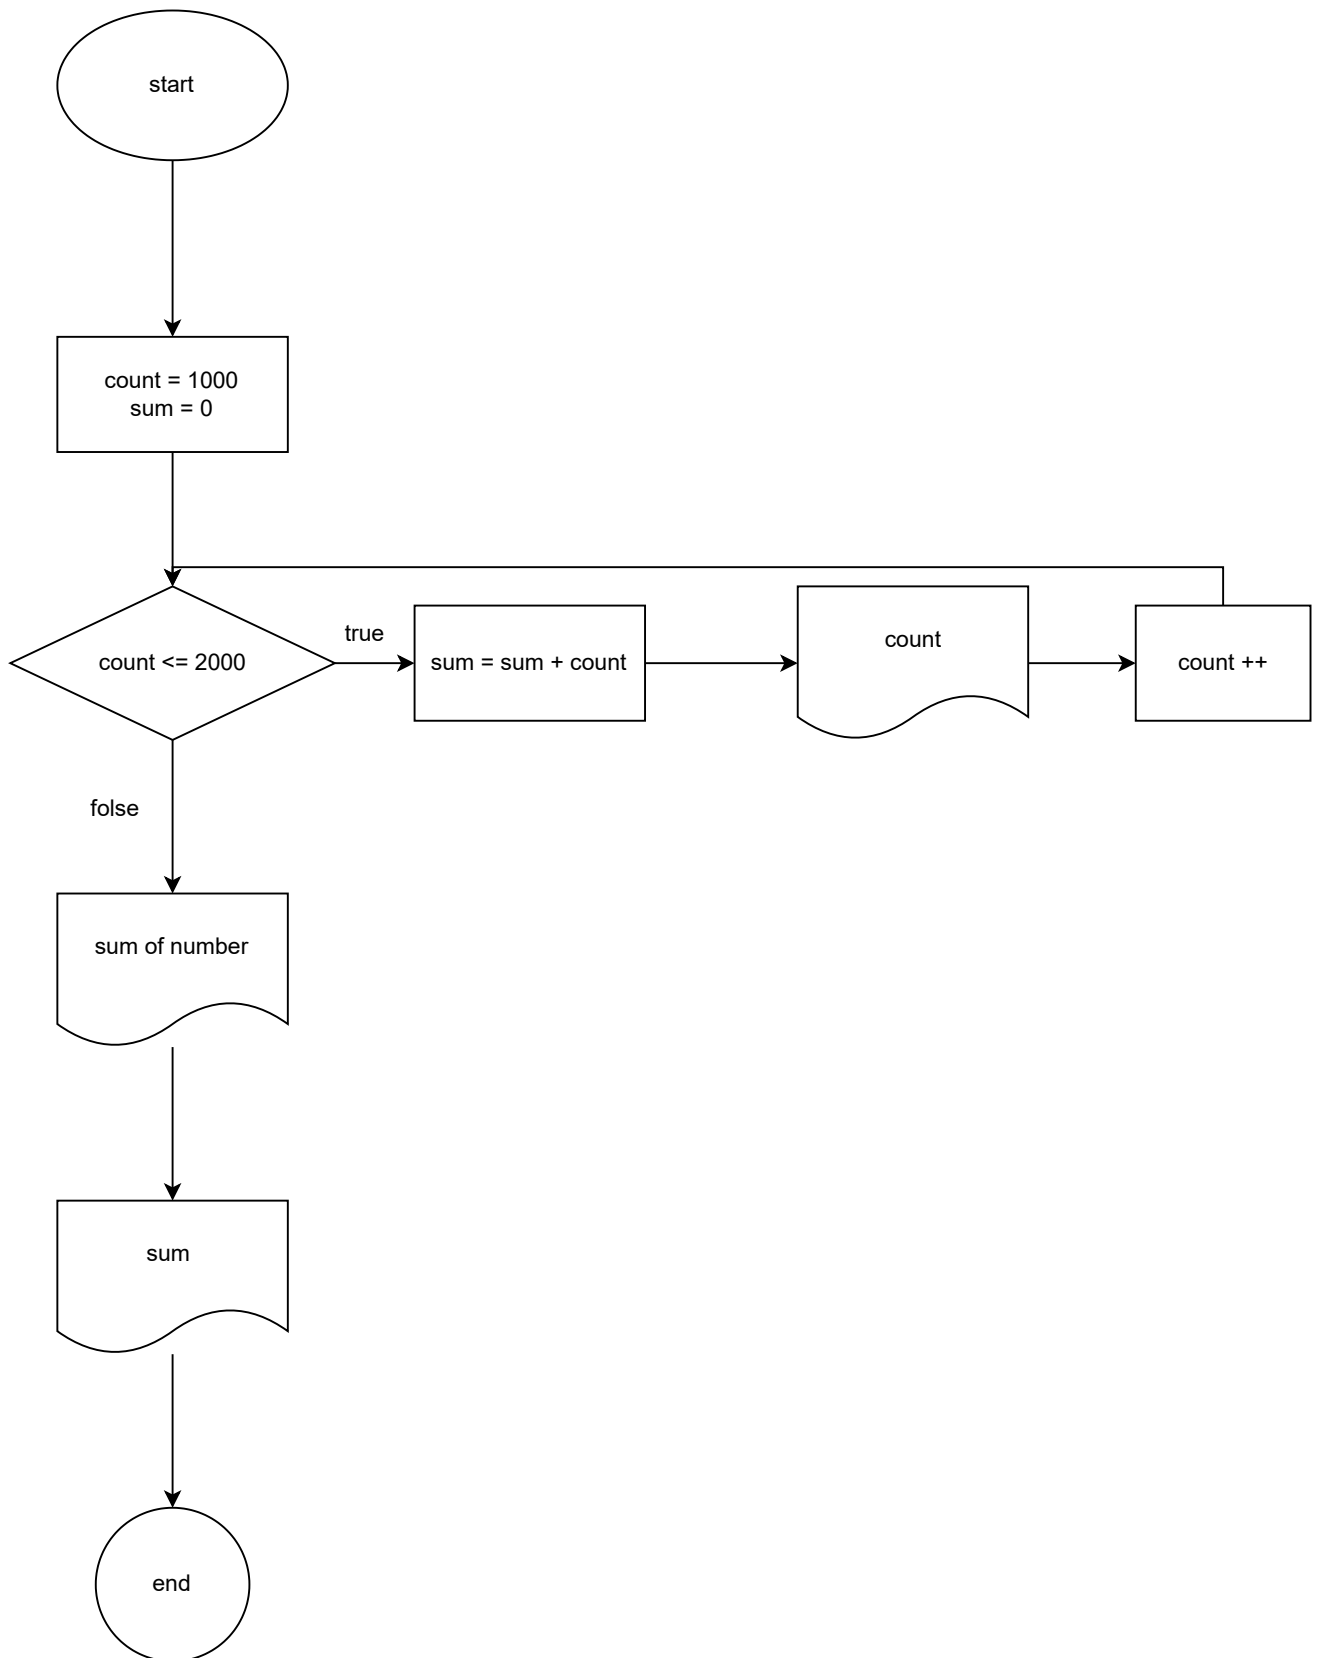 start
count = 1000
sum = 0
count <= 2000
true
sum = sum + count
count
count ++
folse
sum of number
sum
end